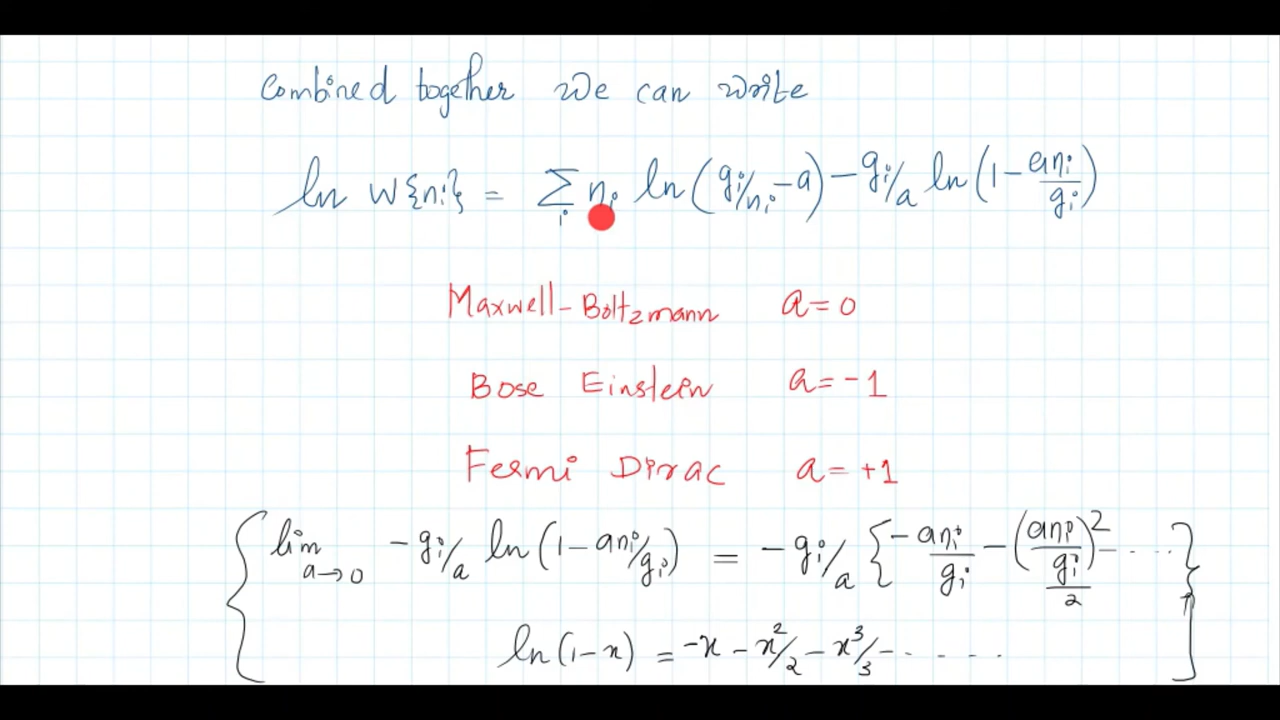 Combined together we can write
ln W{ni} = Σi ni ln(gi/ni - a) - gi/a ln(1 - ani/gi)
Maxwell-Boltzmann a = 0
Bose Einstein a = -1
Fermi Dirac a = +1
{ lim a→0 -gi/a ln(1 - ani/gi) = -gi/a { -ani/gi - (ani/gi)²/2 - .... }
ln(1-x) = -x - x²/2 - x³/3 - . . . . . }